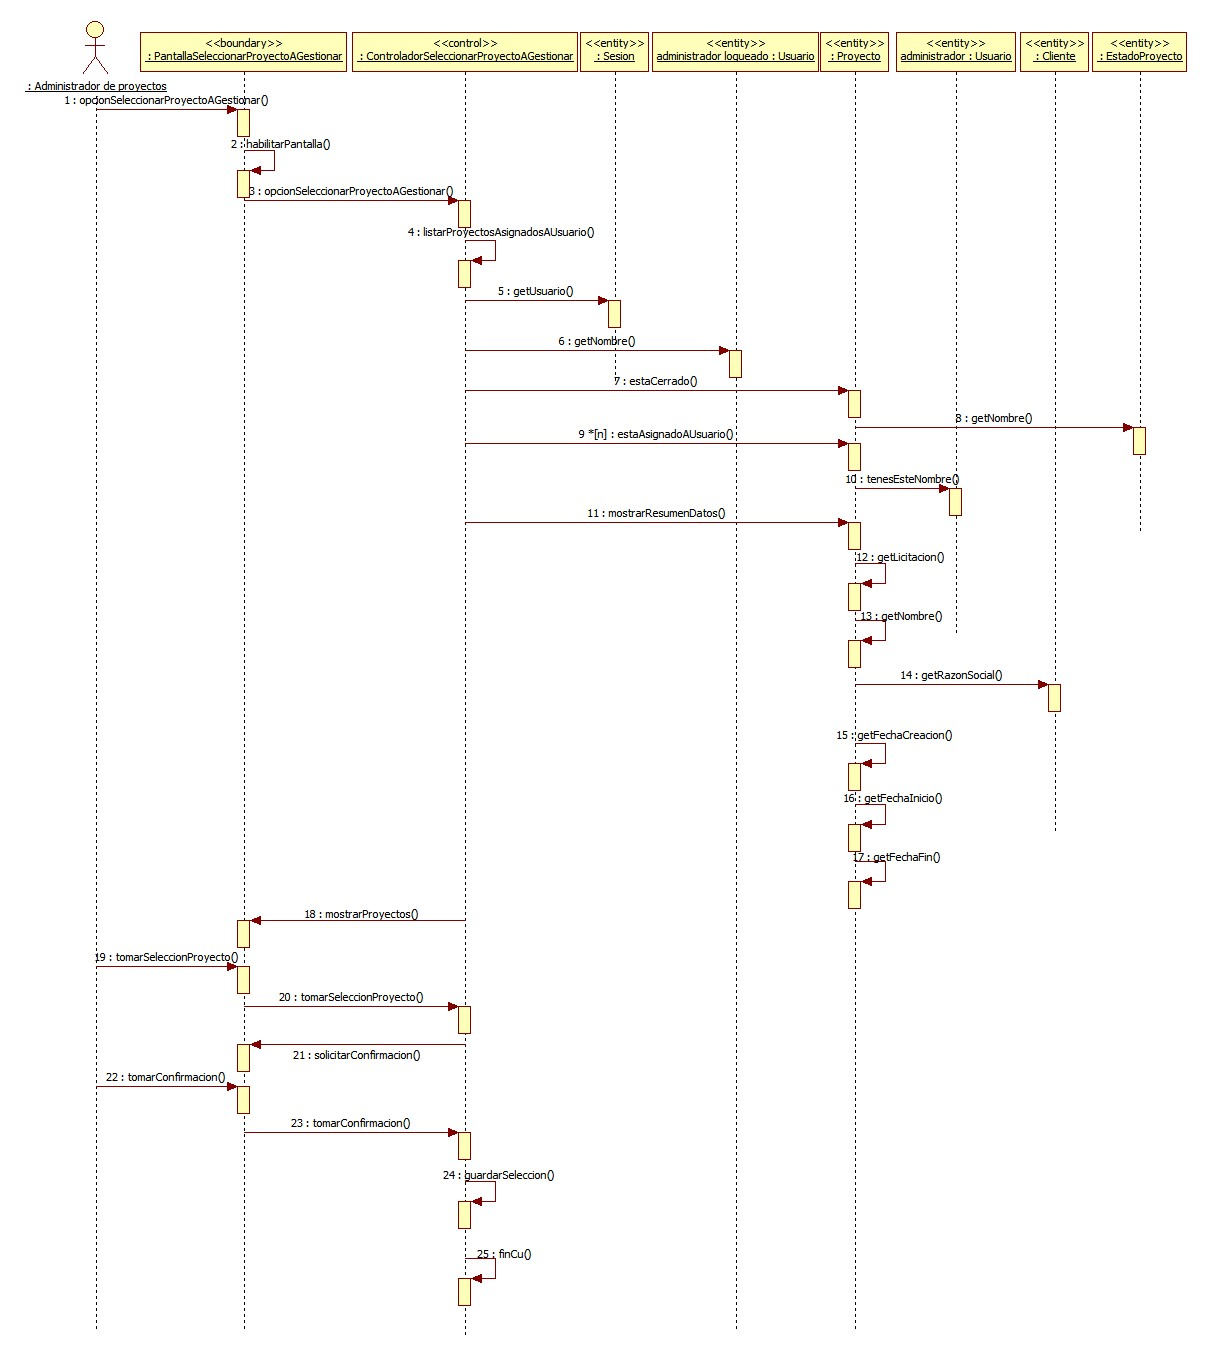 <<boundary>>
: PantallaSeleccionarProyectoAGestionar
<<control>>
: ControladorSeleccionarProyectoAGestionar
<<entity>>
: Sesion
<<entity>>
administrador loqueado : Usuario
<<entity>>
: Proyecto
<<entity>>
administrador : Usuario
<<entity>>
: Cliente
<<entity>>
: EstadoProyecto
: Administrador de proyectos
1 : opcionSeleccionarProyectoAGestionar()
2 : habilitarPantalla()
3 : opcionSeleccionarProyectoAGestionar()
4 : listarProyectosAsignadosAUsuario()
5 : getUsuario()
6 : getNombre()
7 : estaCerrado()
8 : getNombre()
9 *[n] : estaAsignadoAUsuario()
10 : tenesEsteNombre()
11 : mostrarResumenDatos()
12 : getLicitacion()
13 : getNombre()
14 : getRazonSocial()
15 : getFechaCreacion()
16 : getFechaInicio()
17 : getFechaFin()
18 : mostrarProyectos()
19 : tomarSeleccionProyecto()
20 : tomarSeleccionProyecto()
21 : solicitarConfirmacion()
22 : tomarConfirmacion()
23 : tomarConfirmacion()
24 : guardarSeleccion()
25 : finCu()